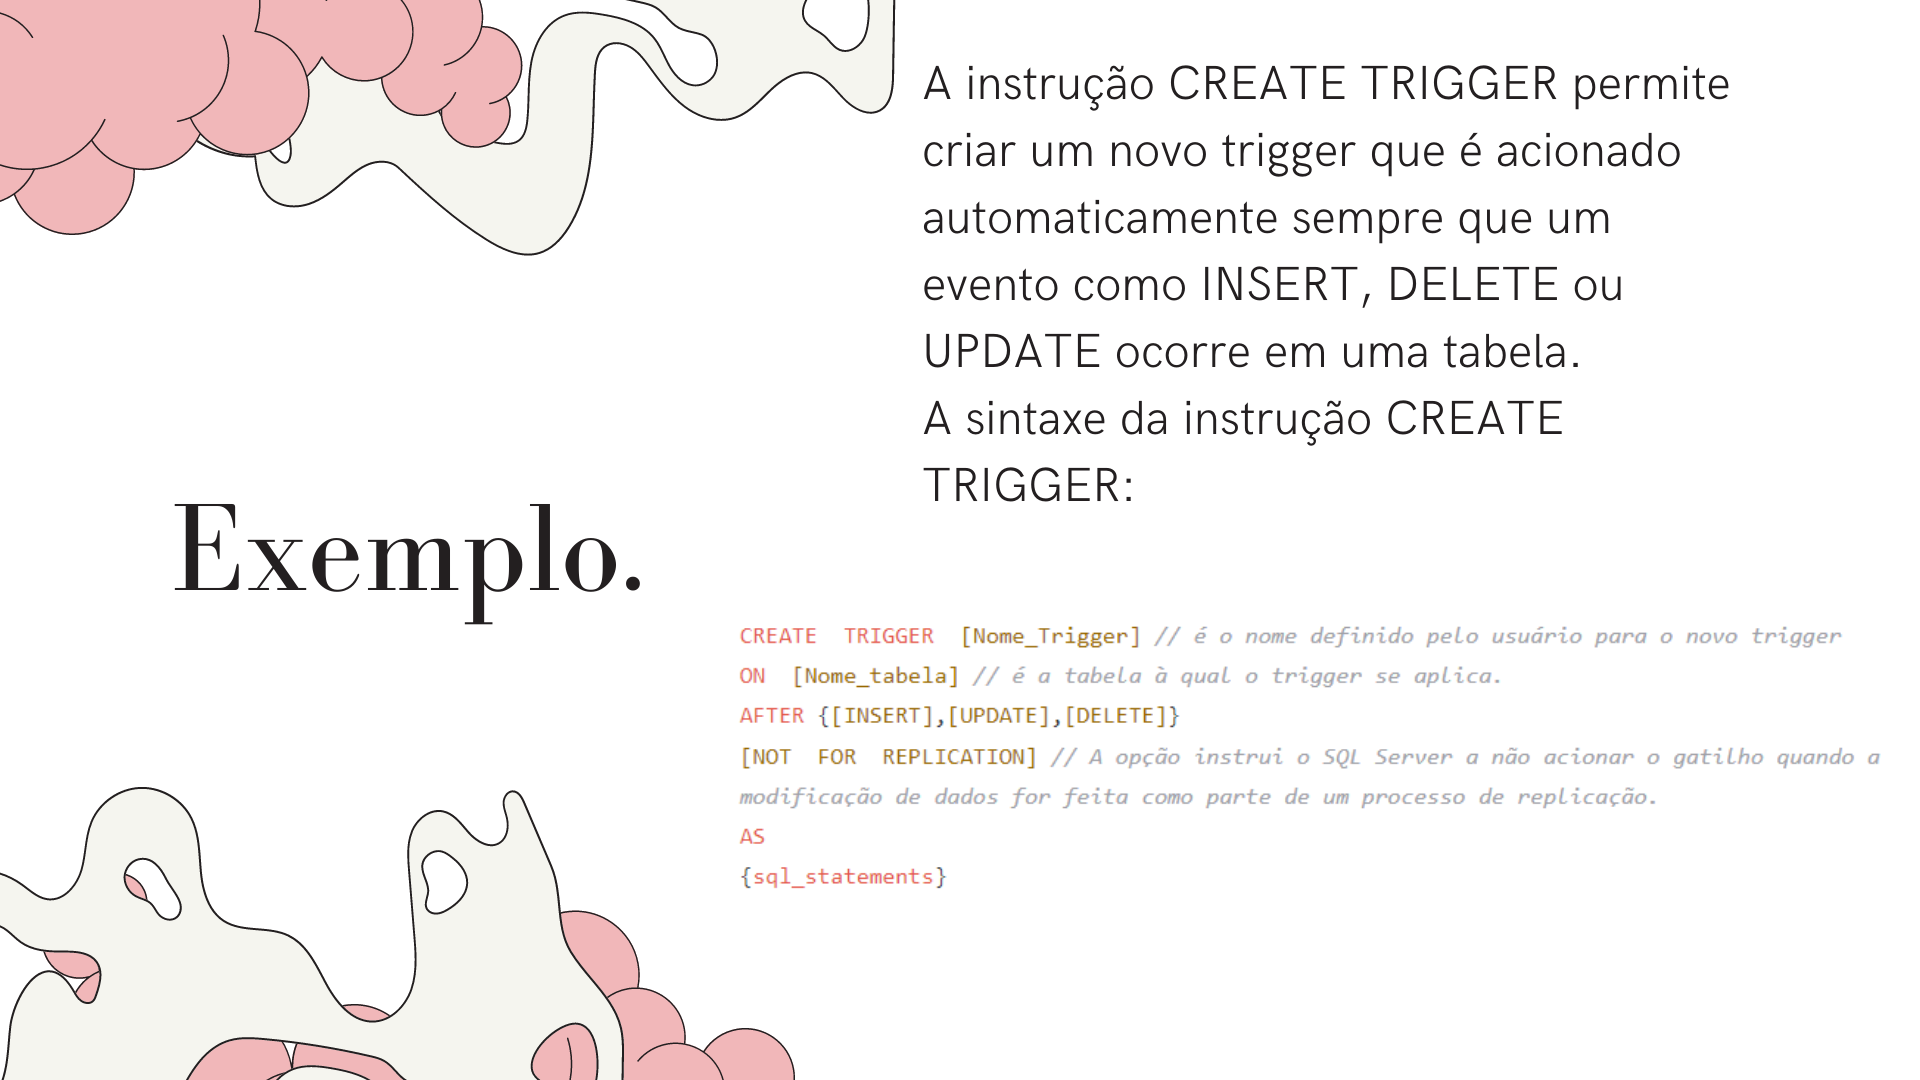 A instrução CREATE TRIGGER permite
criar um novo trigger que é acionado
automaticamente sempre que um
evento como INSERT, DELETE ou
UPDATE ocorre em uma tabela.
A sintaxe da instrução CREATE
TRIGGER:
Exemplo.
CREATE TRIGGER [Nome_Trigger] // é o nome definido pelo usuário para o novo trigger
ON [Nome_tabela] // é a tabela à qual o trigger se aplica.
AFTER {[INSERT],[UPDATE],[DELETE]}
[NOT FOR REPLICATION] // A opção instrui o SQL Server a não acionar o gatilho quando a
modificação de dados for feita como parte de um processo de replicação.
AS
{sql_statements}